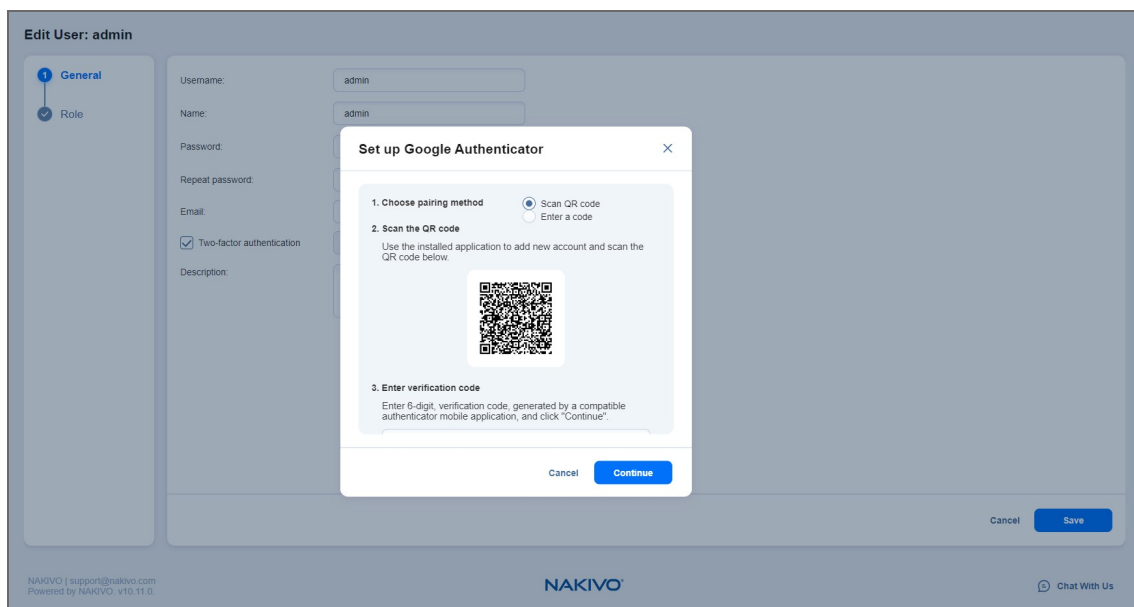 Edit User: admin
1 General
Role
Username:
admin
Name:
admin
Password:
Repeat password:
Email:
Two-factor authentication
Description:
Set up Google Authenticator
1. Choose pairing method
Scan QR code
Enter a code
2. Scan the QR code
Use the installed application to add new account and scan the
QR code below.
3. Enter verification code
Enter 6-digit, verification code, generated by a compatible
authenticator mobile application, and click "Continue".
Cancel
Continue
Cancel
Save
NAKIVO | support@nakivo.com
Powered by NAKIVO. v10.11.0.
NAKIVO®
Chat With Us